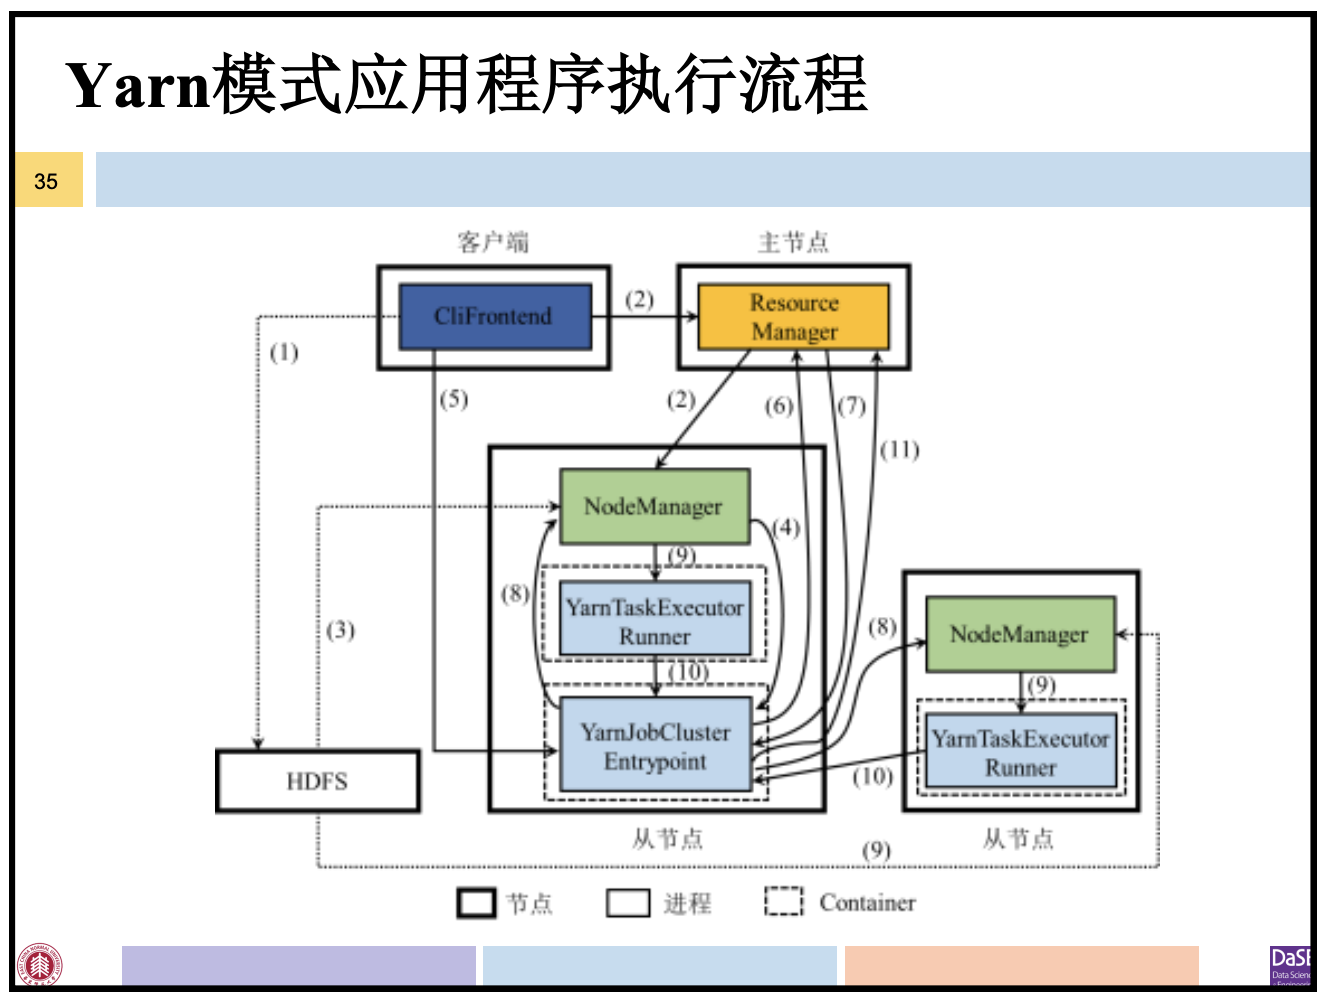 Yarn模式应用程序执行流程
35
客户端
主节点
CliFrontend
(2)
Resource
Manager
(1)
(5)
(2)
(6)
(7)
(11)
NodeManager
(4)
(9)
(8)
YarnTaskExecutor
Runner
(3)
(8)
NodeManager
(10)
(9)
YarnJobCluster
Entrypoint
YarnTaskExecutor
Runner
(10)
HDFS
从节点
从节点
(9)
节点
进程
Container
DaSE
Data Scien